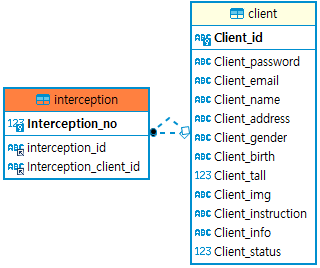 client
Client_id
Client_password
Client_email
Client_name
Client_address
Client_gender
Client_birth
Client_tall
Client_img
Client_instruction
Client_info
Client_status
interception
Interception_no
interception_id
Interception_client_id
ABC
ABC
ABC
ABC
ABC
ABC
ABC
123
ABC
ABC
ABC
123
123
ABC
ABC